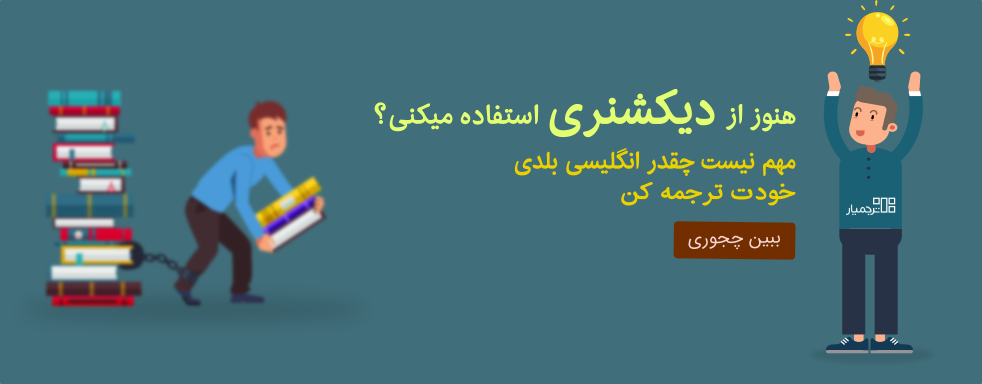 هنوز از دیکشنری استفاده میکنی؟
مهم نیست چقدر انگلیسی بلدی
خودت ترجمه کن
ببین چجوری
ترجمیار